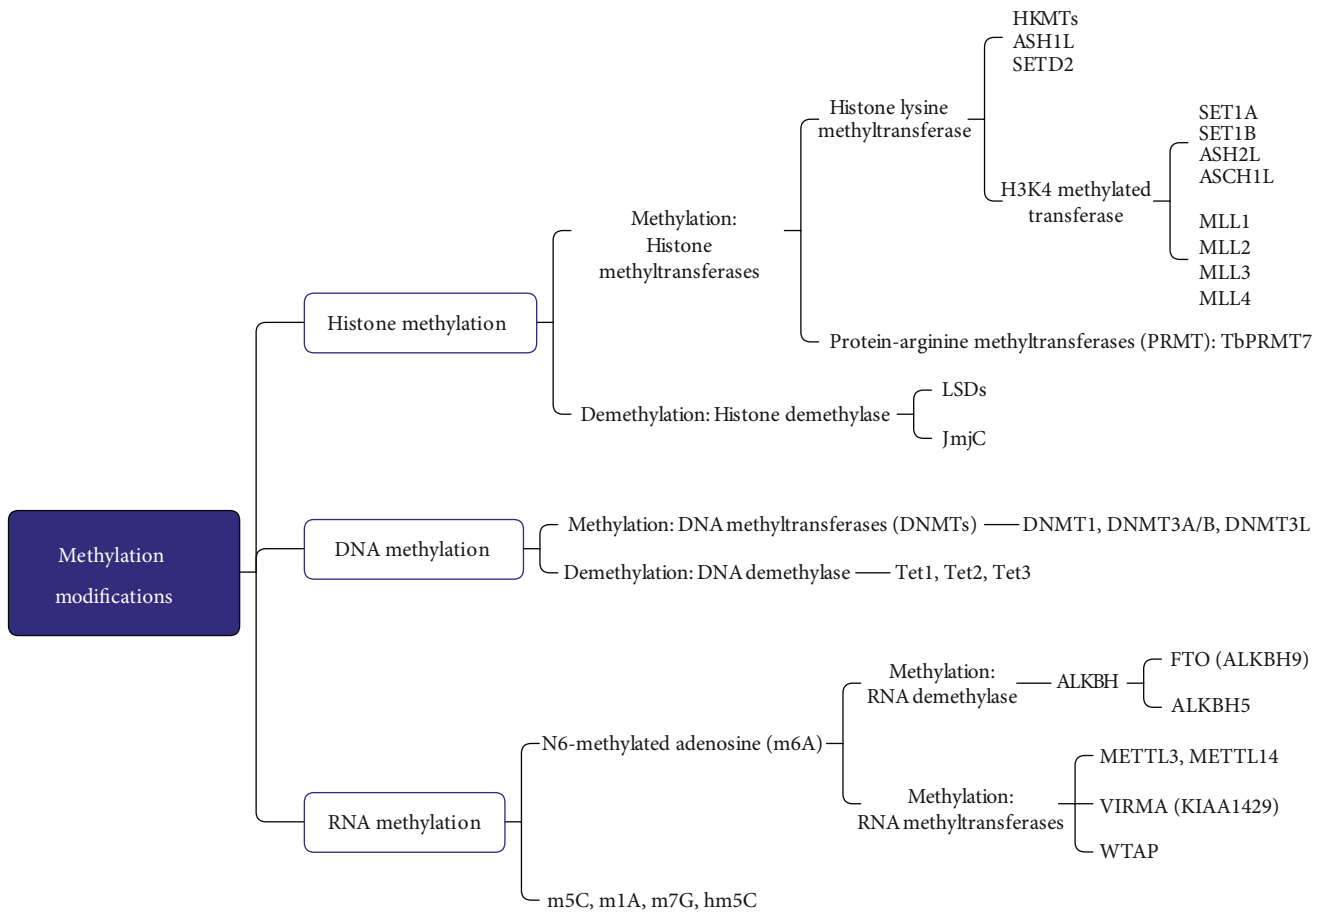 HKMTs
ASH1L
SETD2
Histone lysine
methyltransferase
SET1A
SET1B
ASH2L
ASCH1L
H3K4 methylated
transferase
MLL1
MLL2
MLL3
MLL4
Methylation:
Histone
methyltransferases
Histone methylation
Protein-arginine methyltransferases (PRMT): TbPRMT7
Demethylation: Histone demethylase
LSDs
JmjC
Methylation
modifications
DNA methylation
Methylation: DNA methyltransferases (DNMTs)
DNMT1, DNMT3A/B, DNMT3L
Demethylation: DNA demethylase
Tet1, Tet2, Tet3
Methylation:
RNA demethylase
ALKBH
FTO (ALKBH9)
ALKBH5
N6-methylated adenosine (m6A)
METTL3, METTL14
Methylation:
RNA methyltransferases
VIRMA (KIAA1429)
WTAP
RNA methylation
m5C, m1A, m7G, hm5C